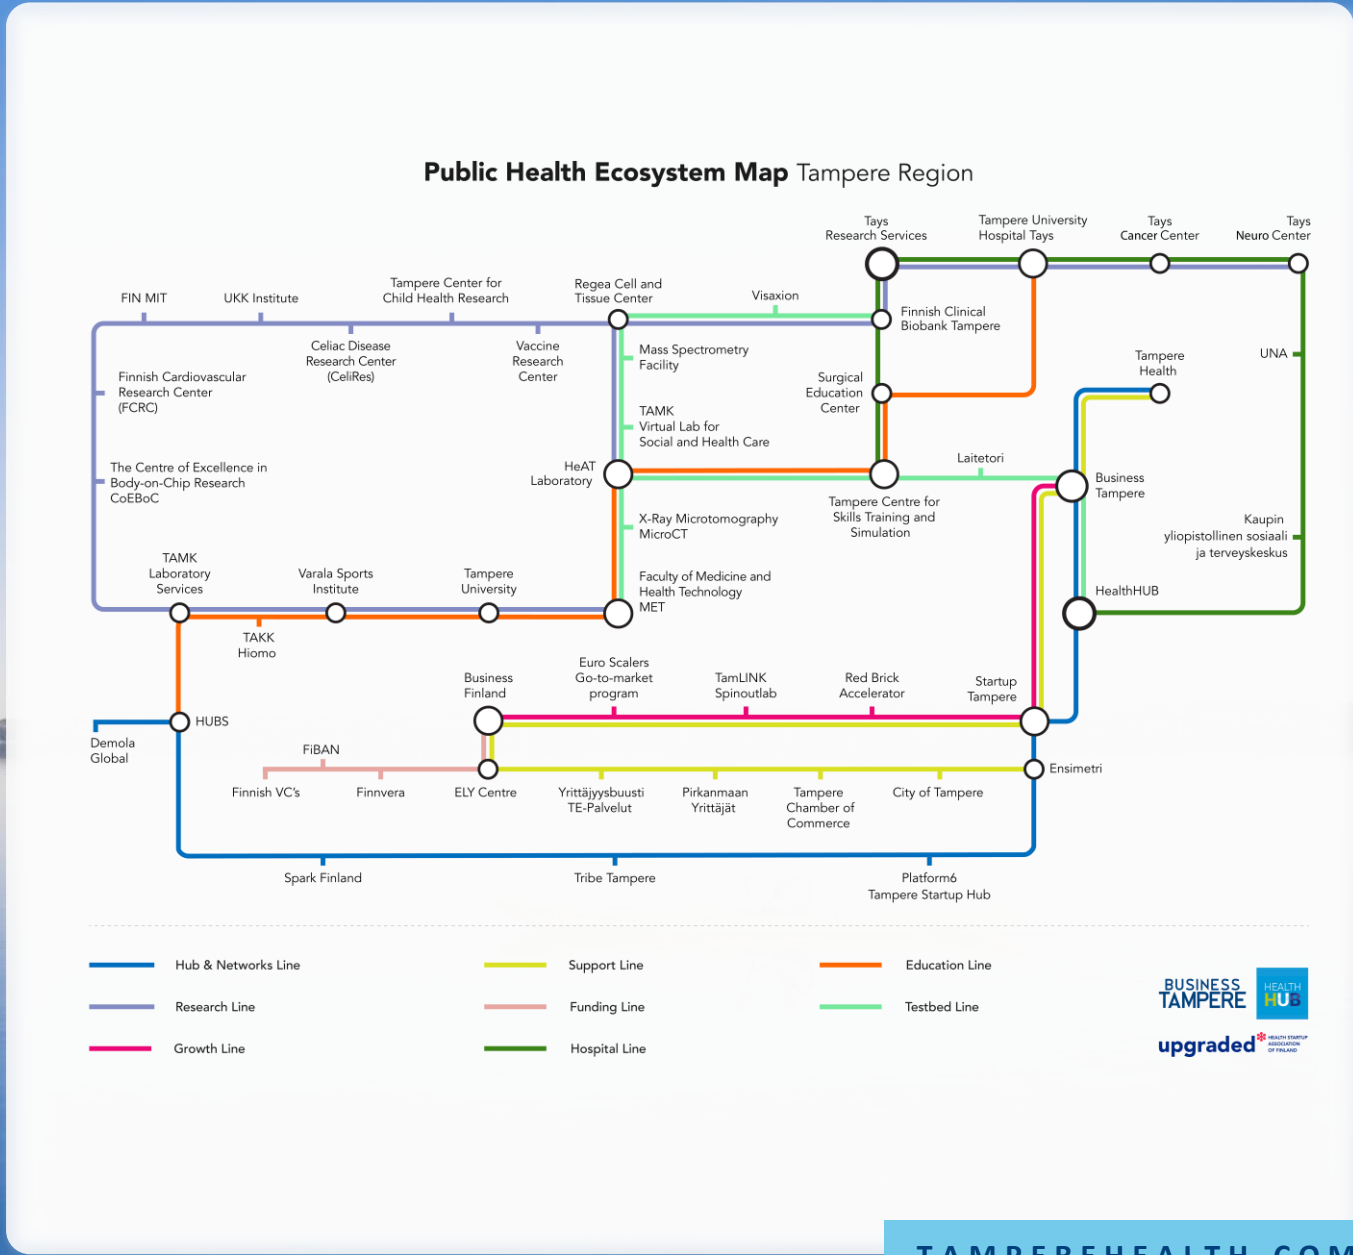 Public Health Ecosystem Map Tampere Region
Tays
Research Services
Tampere University
Hospital Tays
Tays
Cancer Center
Tays
Neuro Center
FIN MIT
UKK Institute
Tampere Center for
Child Health Research
Regea Cell and
Tissue Center
Visaxion
Finnish Clinical
Biobank Tampere
Celiac Disease
Research Center
(CeliRes)
Vaccine
Research
Center
Mass Spectrometry
Facility
UNA
Tampere
Health
Finnish Cardiovascular
Research Center
(FCRC)
Surgical
Education
Center
TAMK
Virtual Lab for
Social and Health Care
The Centre of Excellence in
Body-on-Chip Research
CoEBoC
HeAT
Laboratory
Laitetori
Business
Tampere
Tampere Centre for
Skills Training and
Simulation
X-Ray Microtomography
MicroCT
Kaupin
yliopistollinen sosiaali
ja terveyskeskus
TAMK
Laboratory
Services
Varala Sports
Institute
Tampere
University
Faculty of Medicine and
Health Technology
MET
HealthHUB
TAKK
Hiomo
Business
Finland
Euro Scalers
Go-to-market
program
TamLINK
Spinoutlab
Red Brick
Accelerator
Startup
Tampere
HUBS
Demola
Global
FiBAN
Finnish VC's
Finnvera
ELY Centre
Yrittäjyysbuusti
TE-Palvelut
Pirkanmaan
Yrittäjät
Tampere
Chamber of
Commerce
City of Tampere
Ensimetri
Spark Finland
Tribe Tampere
Platform6
Tampere Startup Hub
Hub & Networks Line
Support Line
Education Line
Research Line
Funding Line
Testbed Line
Growth Line
Hospital Line
BUSINESS
TAMPERE
HEALTH
HUB
upgraded
HEALTH STARTUP
ASSOCIATION
OF FINLAND
TAMPEREHEALTH.COM